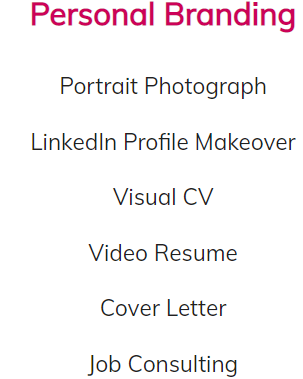 Personal Branding
Portrait Photograph
LinkedIn Profile Makeover
Visual CV
Video Resume
Cover Letter
Job Consulting